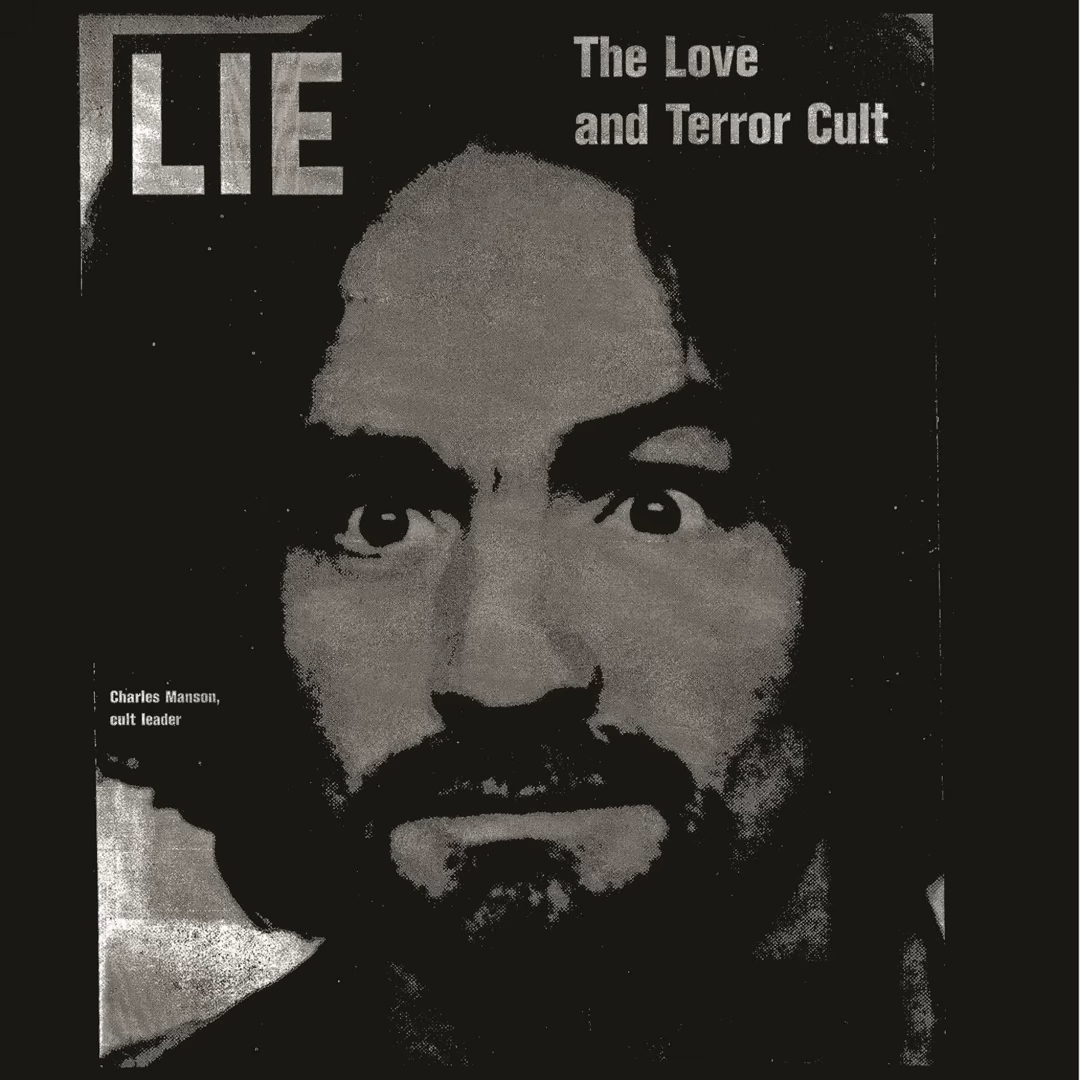 LIE
The Love
and Terror Cult
Charles Manson,
cult leader